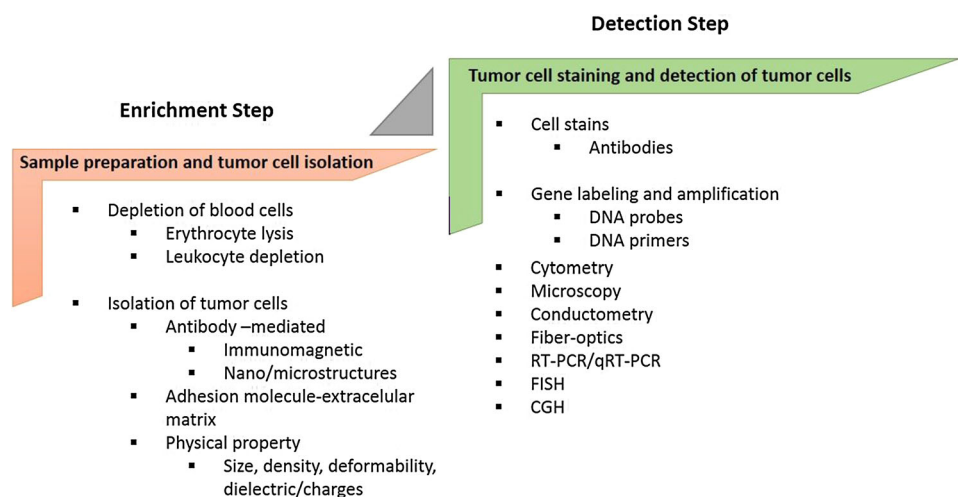 Detection Step
Tumor cell staining and detection of tumor cells
▪ Cell stains
▪ Antibodies
▪ Gene labeling and amplification
▪ DNA probes
▪ DNA primers
▪ Cytometry
▪ Microscopy
▪ Conductometry
▪ Fiber-optics
▪ RT-PCR/qRT-PCR
▪ FISH
▪ CGH
Enrichment Step
Sample preparation and tumor cell isolation
▪ Depletion of blood cells
▪ Erythrocyte lysis
▪ Leukocyte depletion
▪ Isolation of tumor cells
▪ Antibody –mediated
▪ Immunomagnetic
▪ Nano/microstructures
▪ Adhesion molecule-extracelular
matrix
▪ Physical property
▪ Size, density, deformability,
dielectric/charges